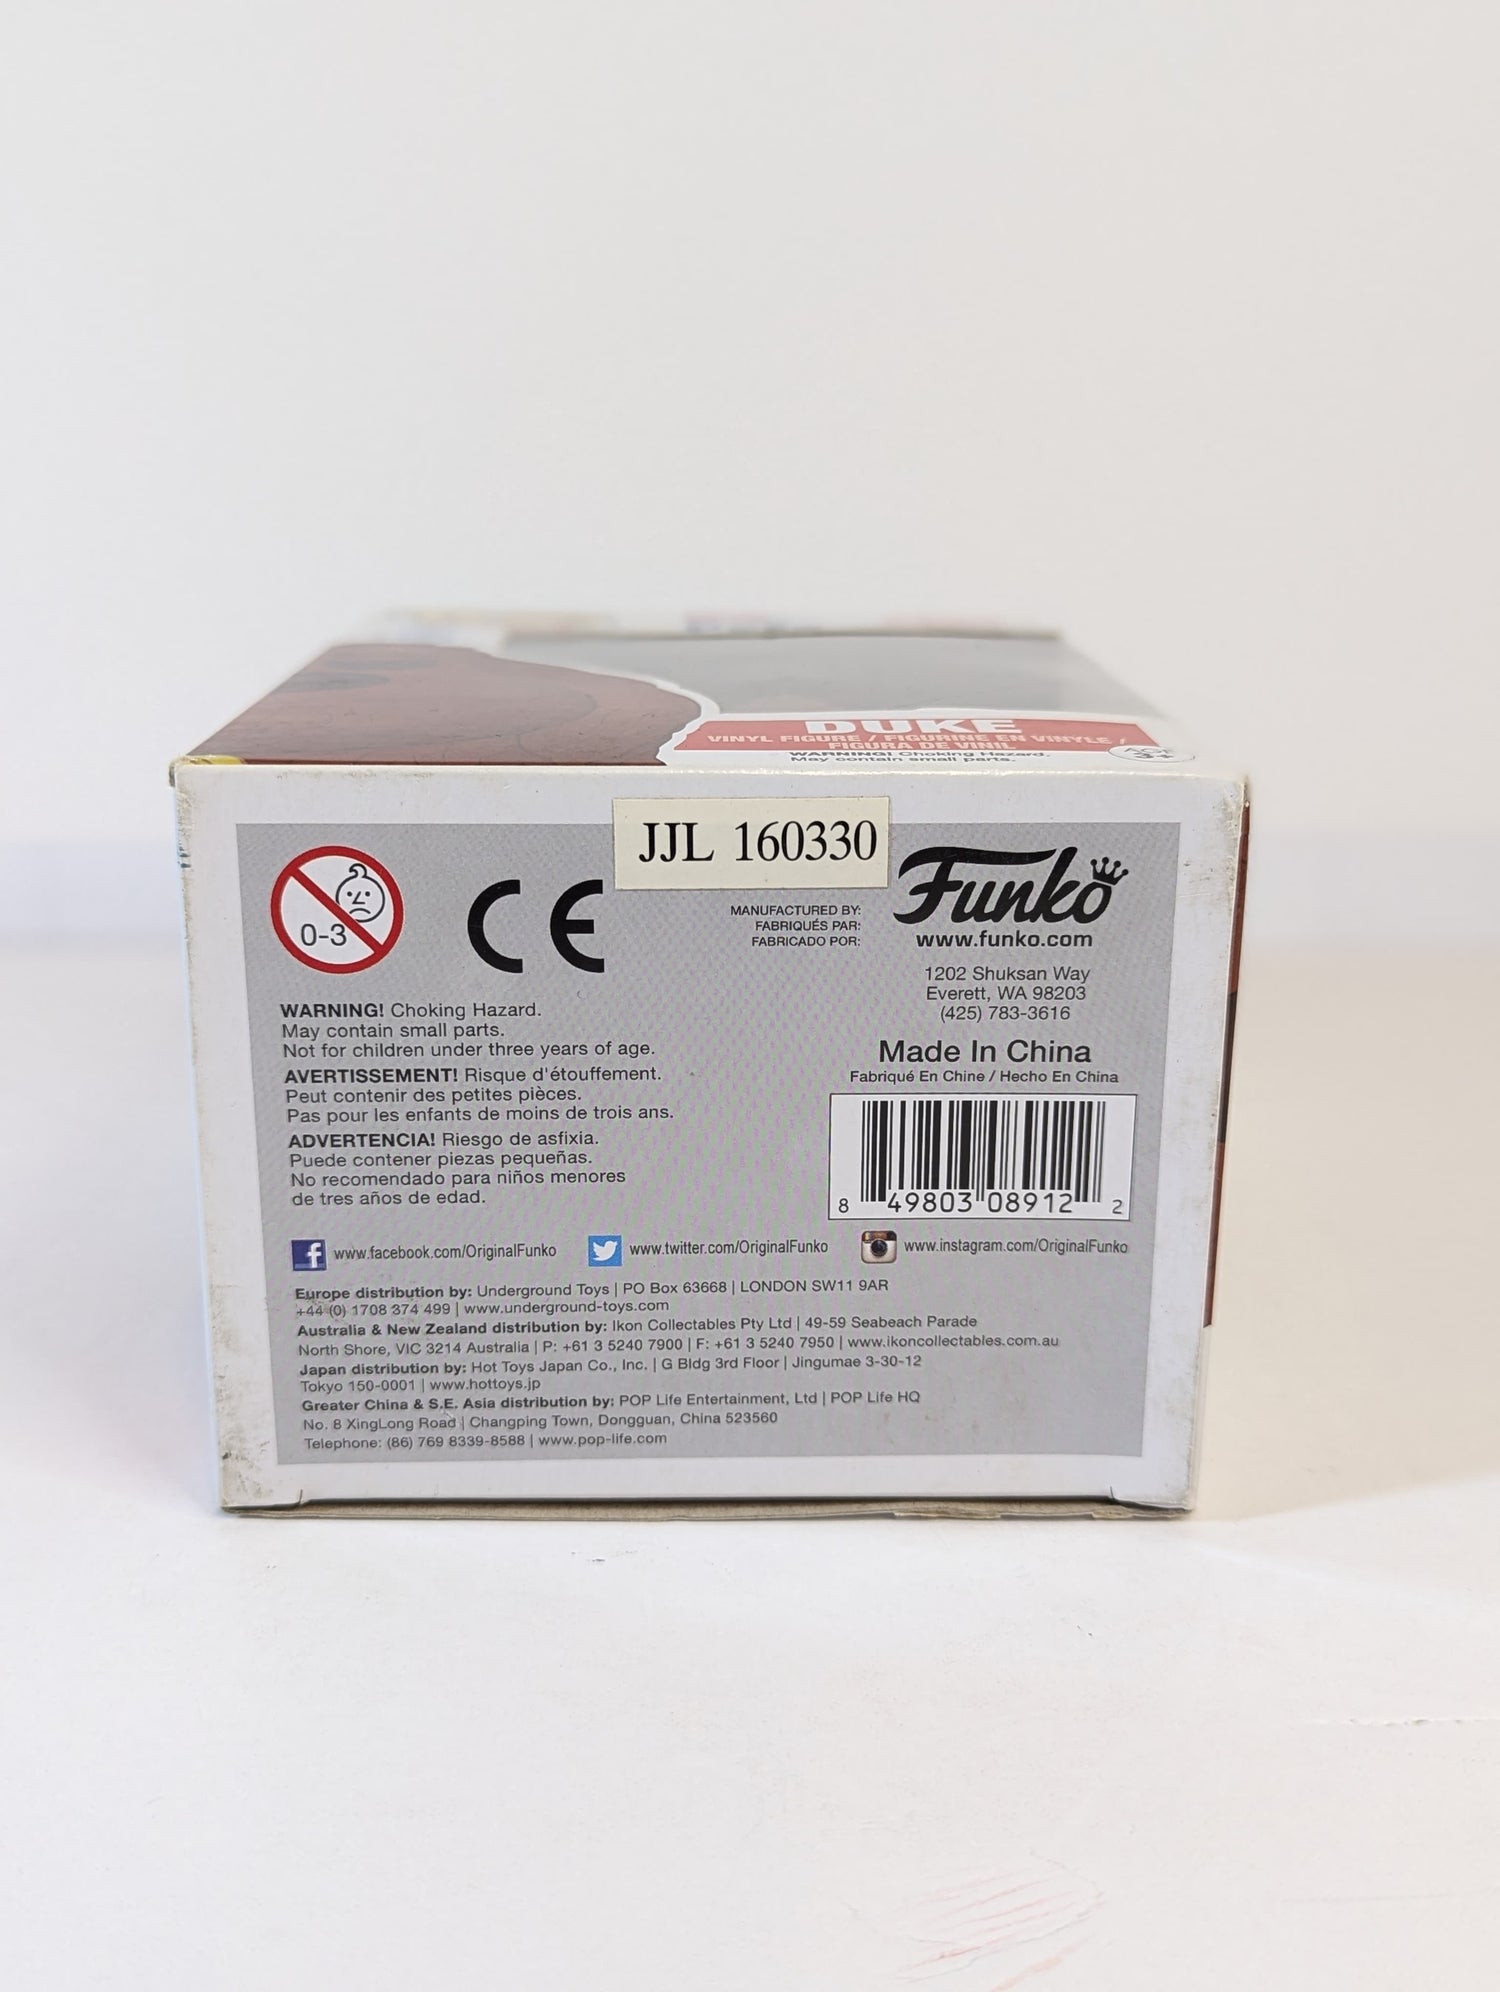 DUKE
VINYL FIGURE / FIGURINE EN VINYLE /
FIGURA DE VINIL
WARNING! Choking Hazard.
May contain small parts.
AGE
3+
JJL 160330
0-3
CE
MANUFACTURED BY:
FABRIQUÉS PAR:
FABRICADO POR:
Funko
www.funko.com
1202 Shuksan Way
Everett, WA 98203
(425) 783-3616
Made In China
Fabriqué En Chine / Hecho En China
WARNING! Choking Hazard.
May contain small parts.
Not for children under three years of age.
AVERTISSEMENT! Risque d'étouffement.
Peut contenir des petites pièces.
Pas pour les enfants de moins de trois ans.
ADVERTENCIA! Riesgo de asfixia.
Puede contener piezas pequeñas.
No recomendado para niños menores
de tres años de edad.
8 49803 08912 2
www.facebook.com/OriginalFunko www.twitter.com/OriginalFunko www.instagram.com/OriginalFunko
Europe distribution by: Underground Toys | PO Box 63668 | LONDON SW11 9AR
+44 (0) 1708 374 499 | www.underground-toys.com
Australia & New Zealand distribution by: Ikon Collectables Pty Ltd | 49-59 Seabeach Parade
North Shore, VIC 3214 Australia | P: +61 3 5240 7900 | F: +61 3 5240 7950 | www.ikoncollectables.com.au
Japan distribution by: Hot Toys Japan Co., Inc. | G Bldg 3rd Floor | Jingumae 3-30-12
Tokyo 150-0001 | www.hottoys.jp
Greater China & S.E. Asia distribution by: POP Life Entertainment, Ltd | POP Life HQ
No. 8 XingLong Road | Changping Town, Dongguan, China 523560
Telephone: (86) 769 8339-8588 | www.pop-life.com